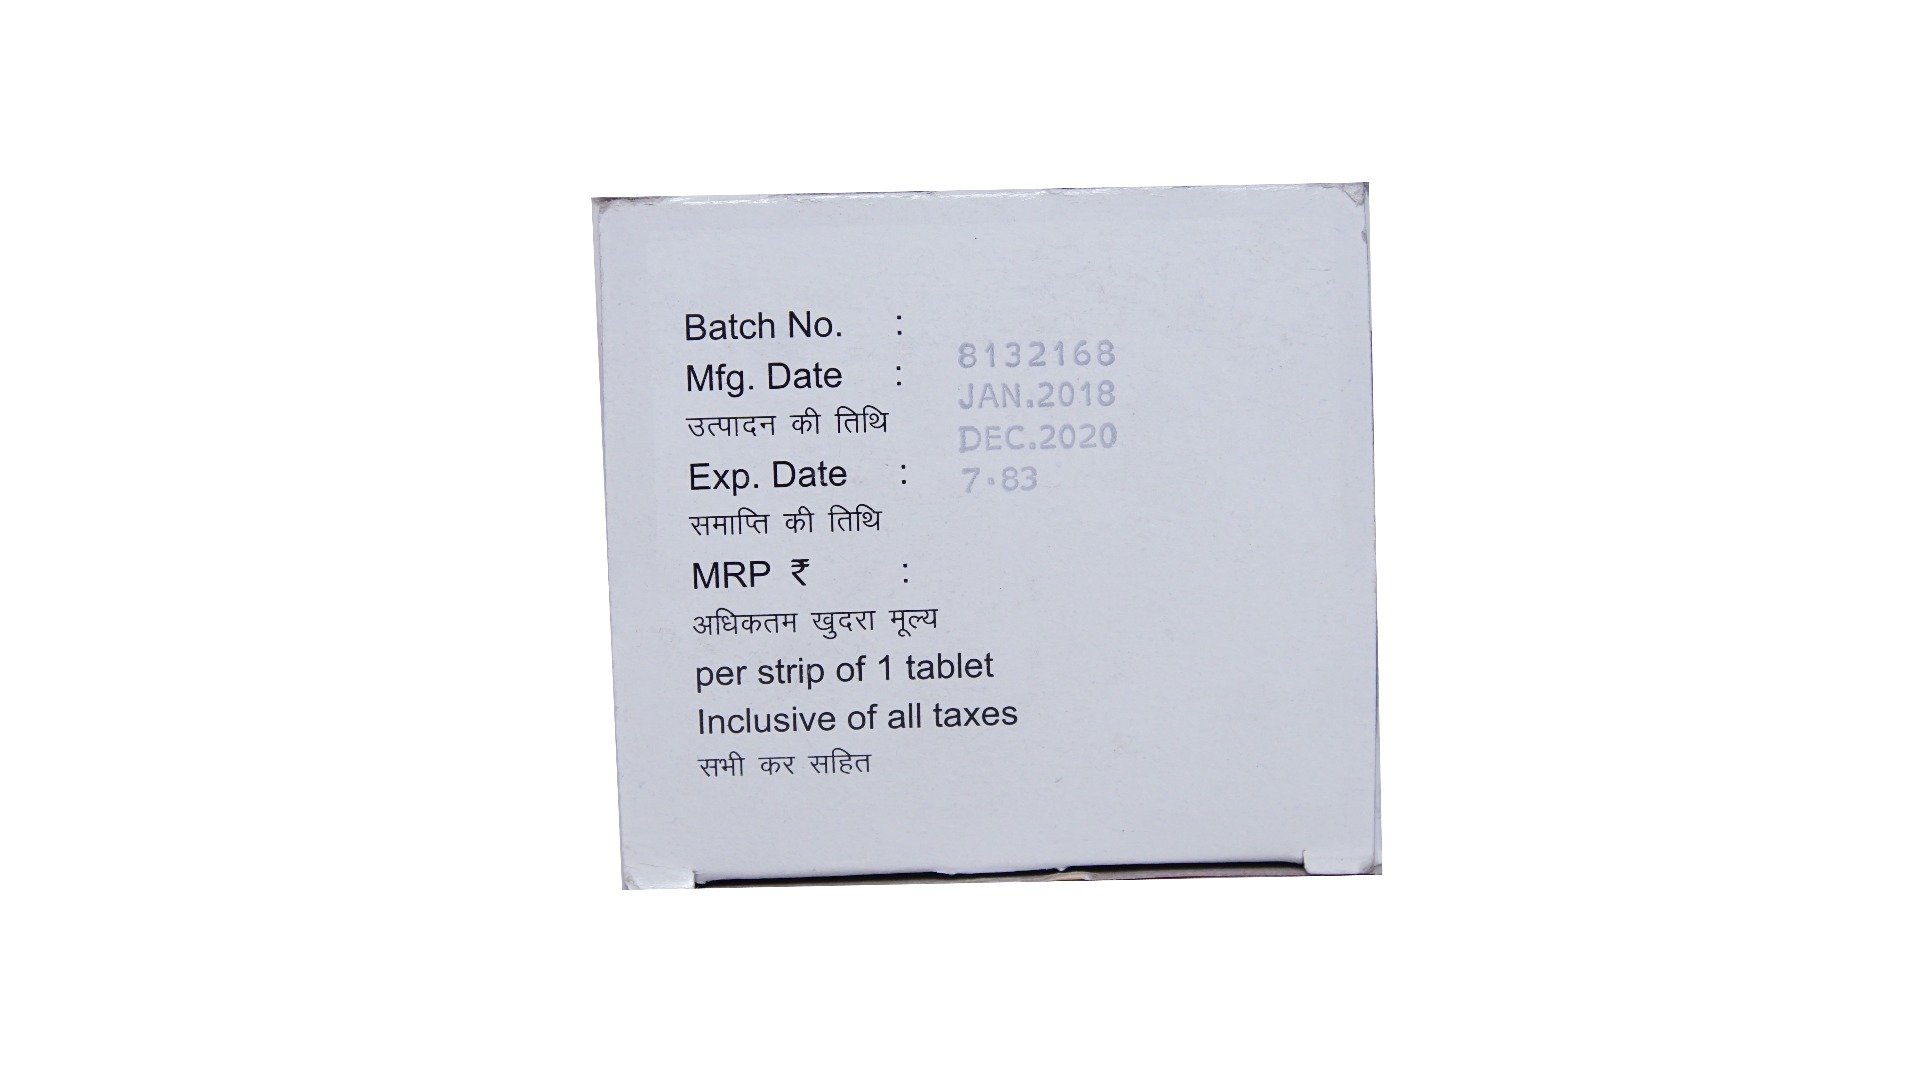 Batch No. :
8132168
Mfg. Date :
JAN.2018
उत्पादन की तिथि
DEC.2020
Exp. Date :
7.83
समाप्ति की तिथि
MRP ₹ :
अधिकतम खुदरा मूल्य
per strip of 1 tablet
Inclusive of all taxes
सभी कर सहित